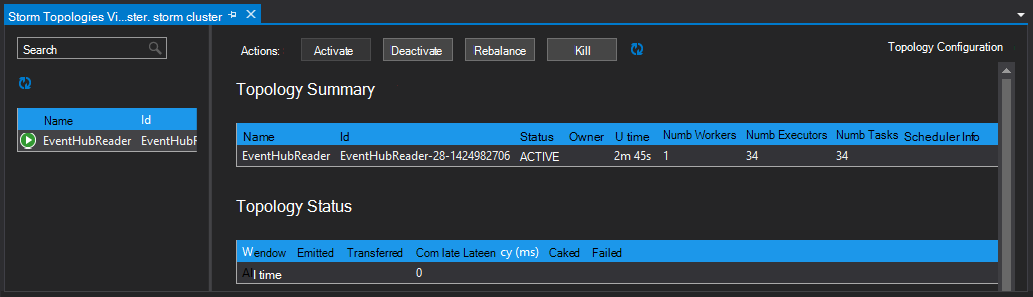 Storm Topologies Vi...ster. storm cluster
Search
Name Id
EventHubReader EventHubF
Actions: Activate Deactivate Rebalance Kill
Topology Configuration
Topology Summary
Name Id Status Owner U time Numb Workers Numb Executors Numb Tasks Scheduler Info
EventHubReader EventHubReader-28-1424982706 ACTIVE 2m 45s 1 34 34
Topology Status
Wendow Emitted Transferred Com late Lateen cy (ms) Caked Failed
All time 0